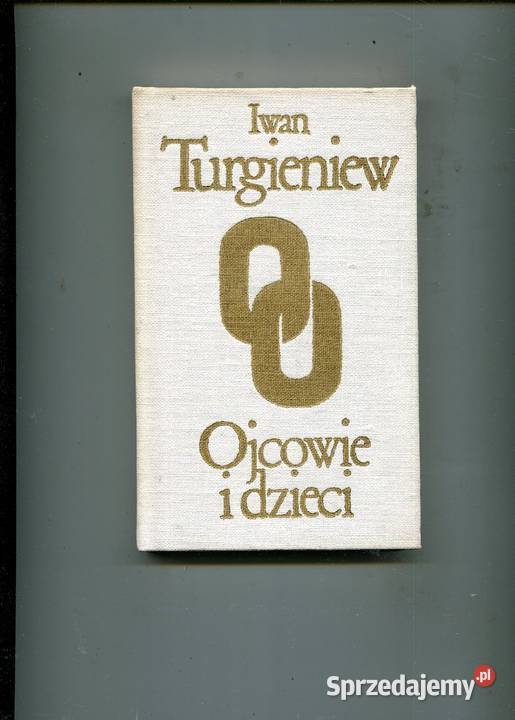 Iwan
Turgieniew
Ojcowie
i dzieci
Sprzedajemy.pl